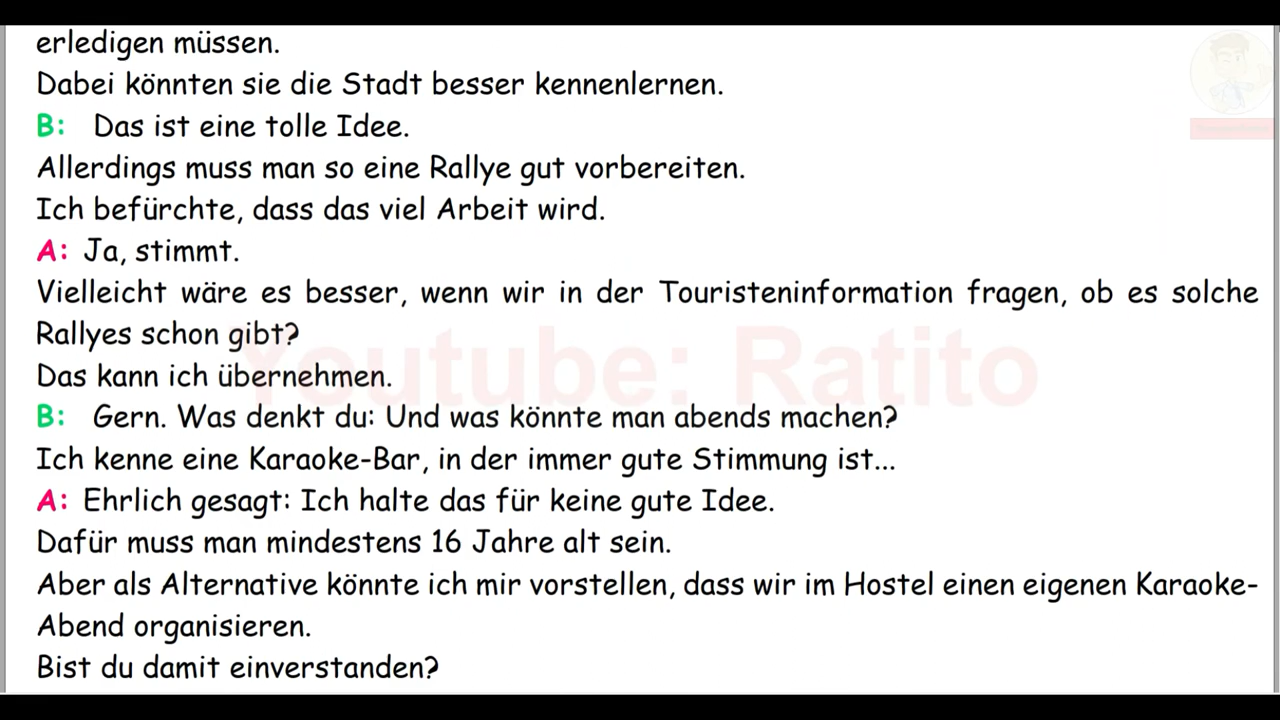 erledigen müssen.
Dabei könnten sie die Stadt besser kennenlernen.
B: Das ist eine tolle Idee.
Allerdings muss man so eine Rallye gut vorbereiten.
Ich befürchte, dass das viel Arbeit wird.
A: Ja, stimmt.
Vielleicht wäre es besser, wenn wir in der Touristeninformation fragen, ob es solche
Rallyes schon gibt?
Das kann ich übernehmen.
Youtube: Ratito
B: Gern. Was denkt du: Und was könnte man abends machen?
Ich kenne eine Karaoke-Bar, in der immer gute Stimmung ist...
A: Ehrlich gesagt: Ich halte das für keine gute Idee.
Dafür muss man mindestens 16 Jahre alt sein.
Aber als Alternative könnte ich mir vorstellen, dass wir im Hostel einen eigenen Karaoke-
Abend organisieren.
Bist du damit einverstanden?